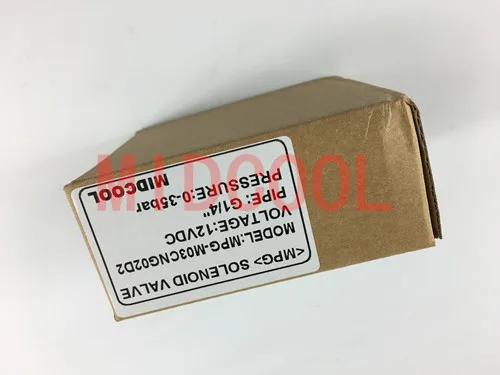 <MPG> SOLENOID VALVE
MODEL:MPG-M03CNG02D2
VOLTAGE:12VDC
PIPE: G1/4"
PRESSURE:0-35bar
MIDCOOL
MIDCOOL